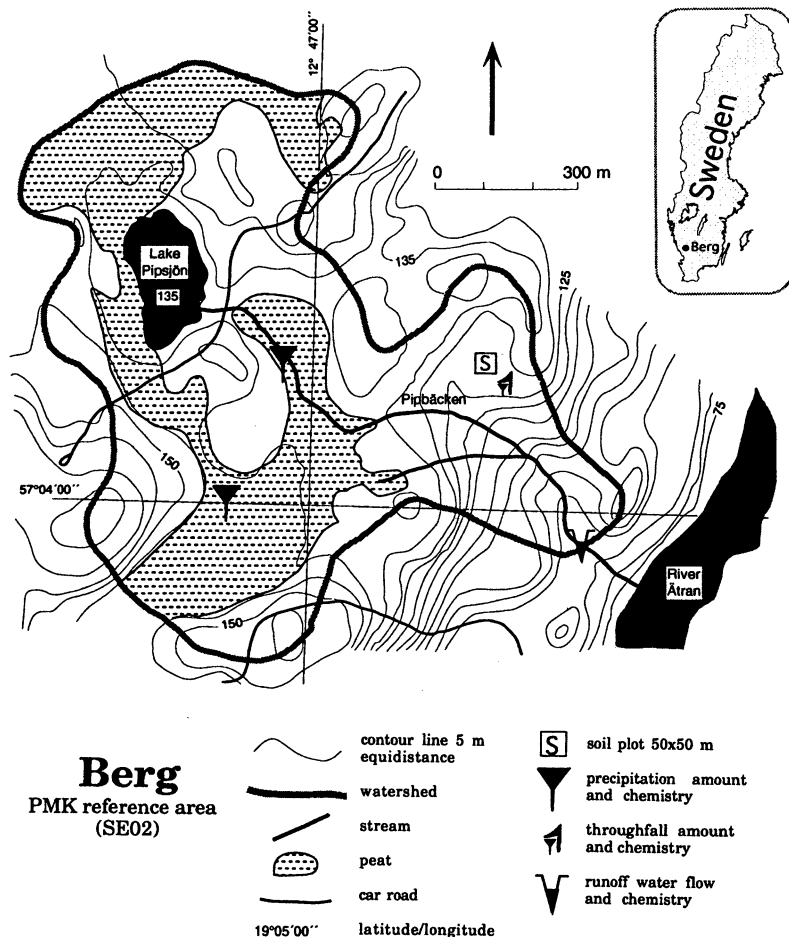 12° 47′00″
Sweden
Berg
0 300 m
Lake
Pipsjön
135
135
125
S
Pipbäcken
75
150
57°04′00″
River
Ätran
150
Berg
PMK reference area
(SE02)
contour line 5 m
equidistance
watershed
stream
peat
car road
19°05′00″ latitude/longitude
S soil plot 50x50 m
precipitation amount
and chemistry
throughfall amount
and chemistry
runoff water flow
and chemistry